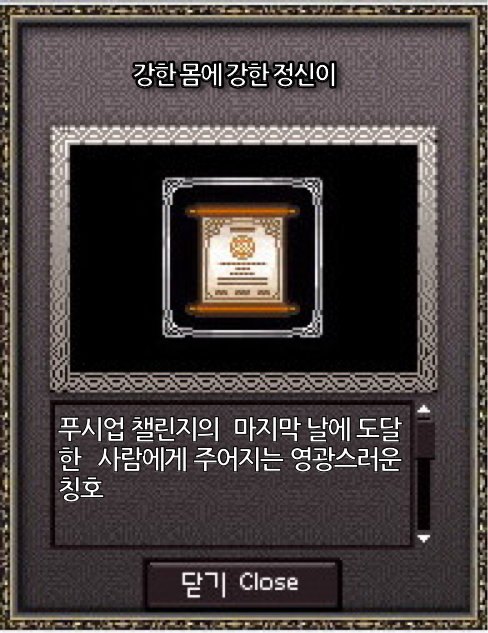 강한 몸에 강한 정신이
푸시업 챌린지의 마지막 날에 도달
한 사람에게 주어지는 영광스러운
칭호
닫기 Close